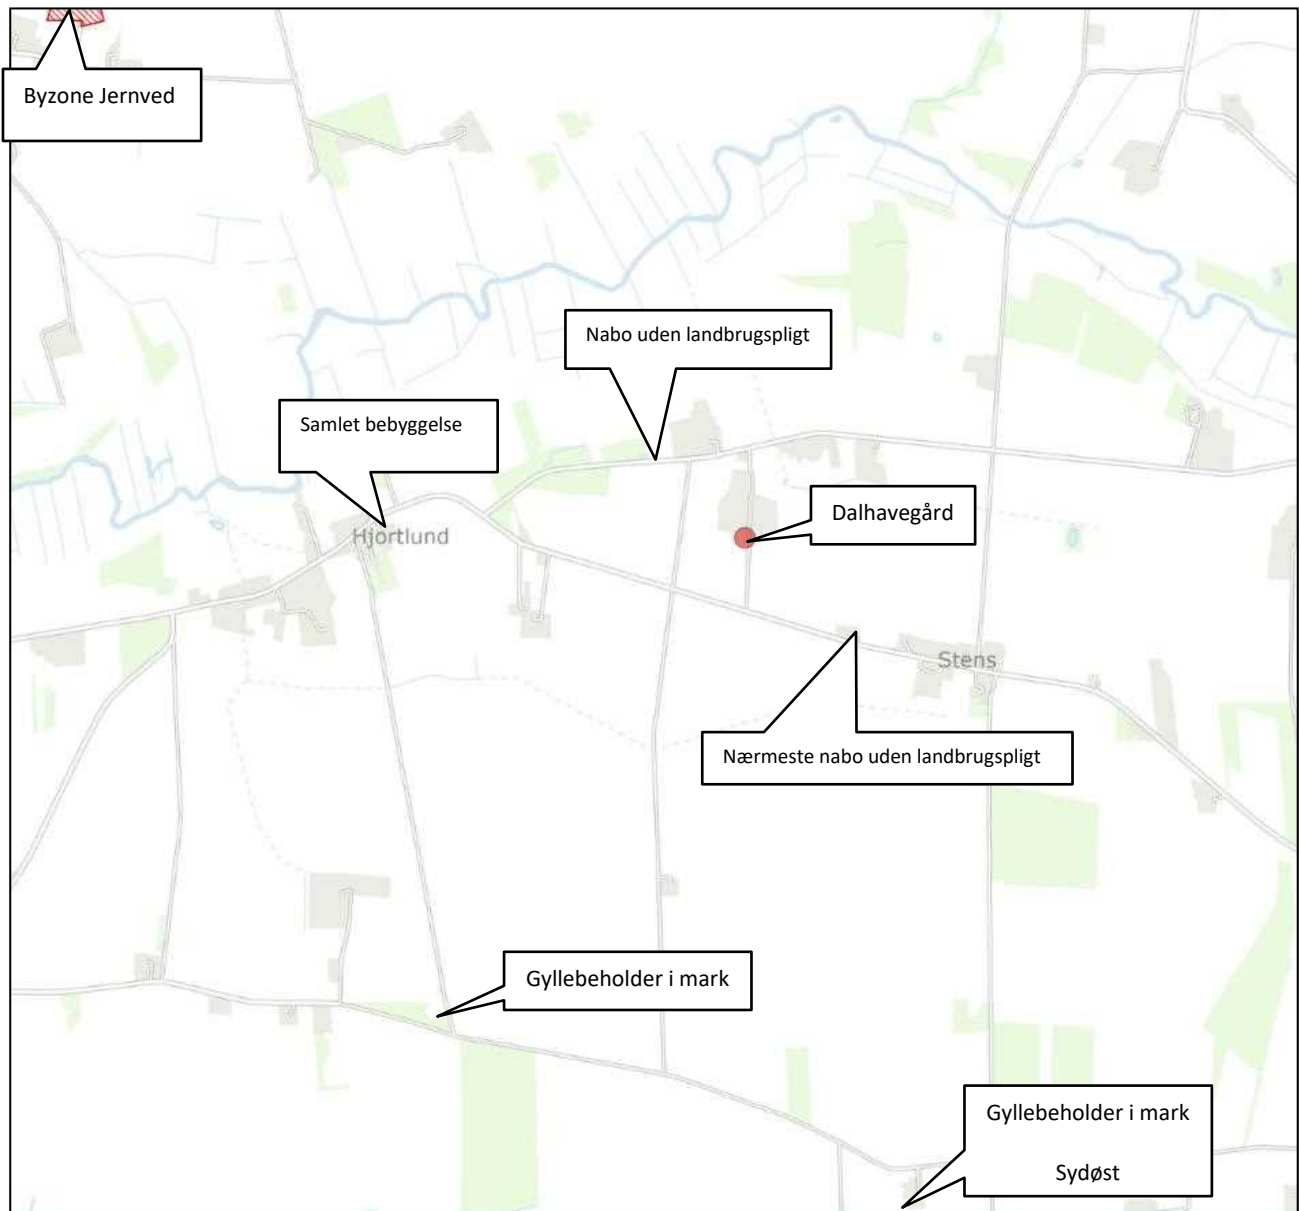 Byzone Jernved
Nabo uden landbrugspligt
Samlet bebyggelse
Dalhavegård
Hjortlund
Stens
Nærmeste nabo uden landbrugspligt
Gyllebeholder i mark
Gyllebeholder i mark
Sydøst